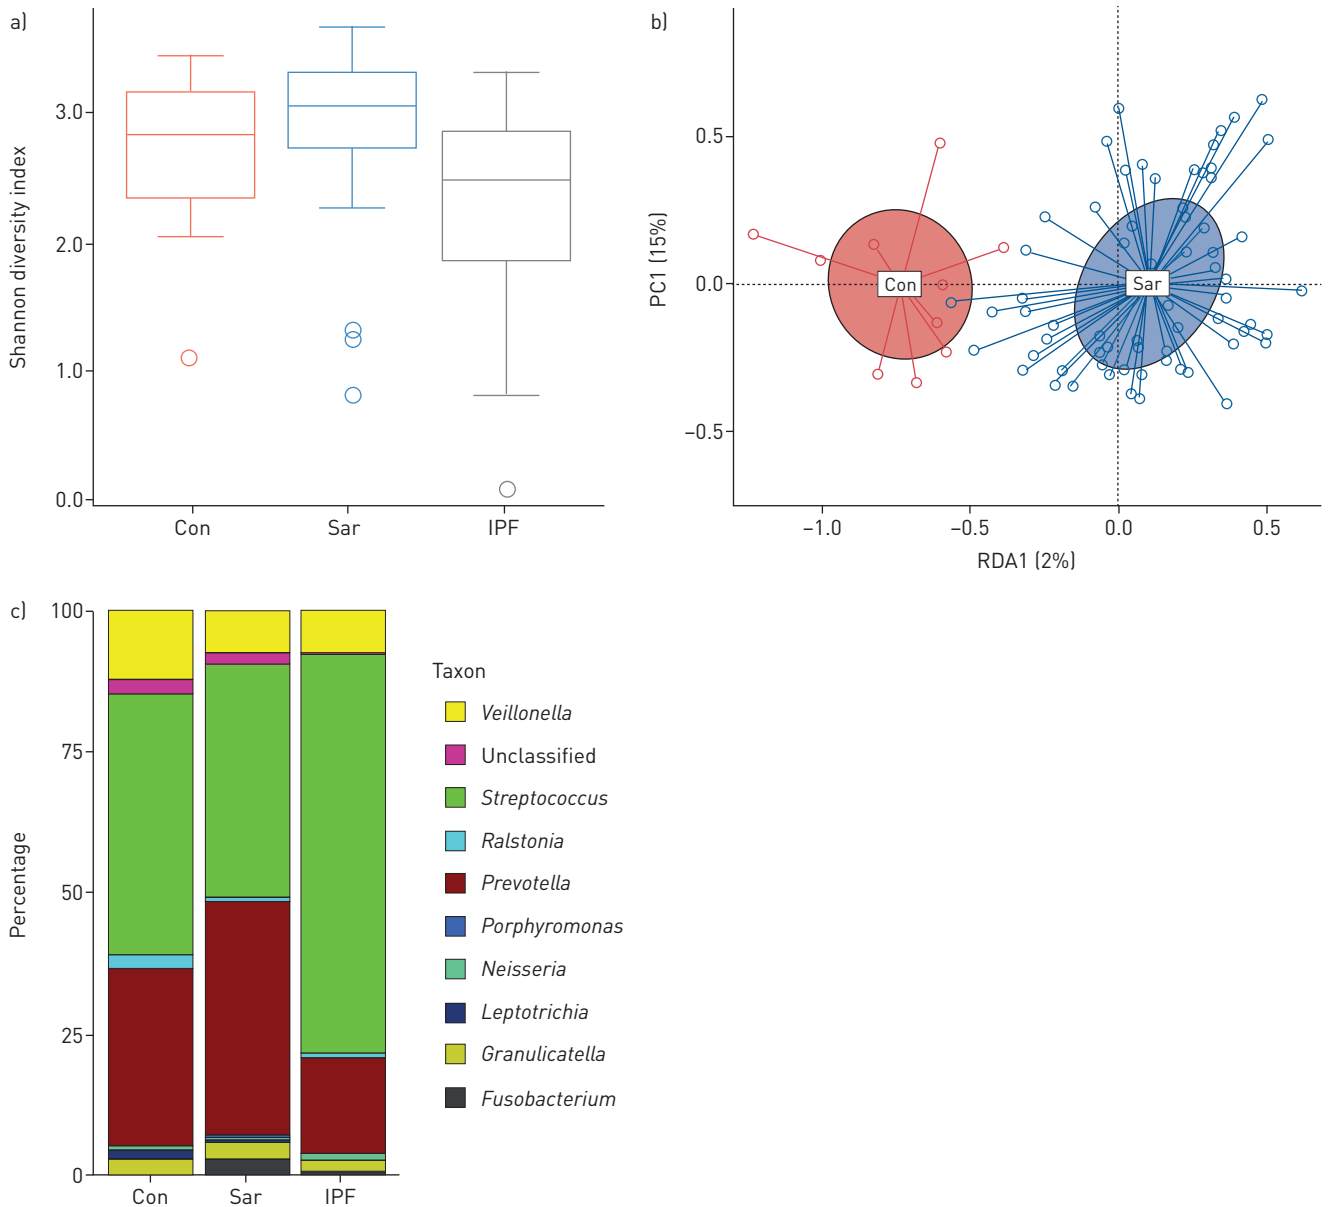 a)
Shannon diversity index
3.0
2.0
1.0
0.0
Con Sar IPF
b)
PC1 (15%)
0.5
0.0
−0.5
Con
Sar
−1.0 −0.5 0.0 0.5
RDA1 (2%)
c)
Percentage
100
75
50
25
0
Con Sar IPF
Taxon
Veillonella
Unclassified
Streptococcus
Ralstonia
Prevotella
Porphyromonas
Neisseria
Leptotrichia
Granulicatella
Fusobacterium